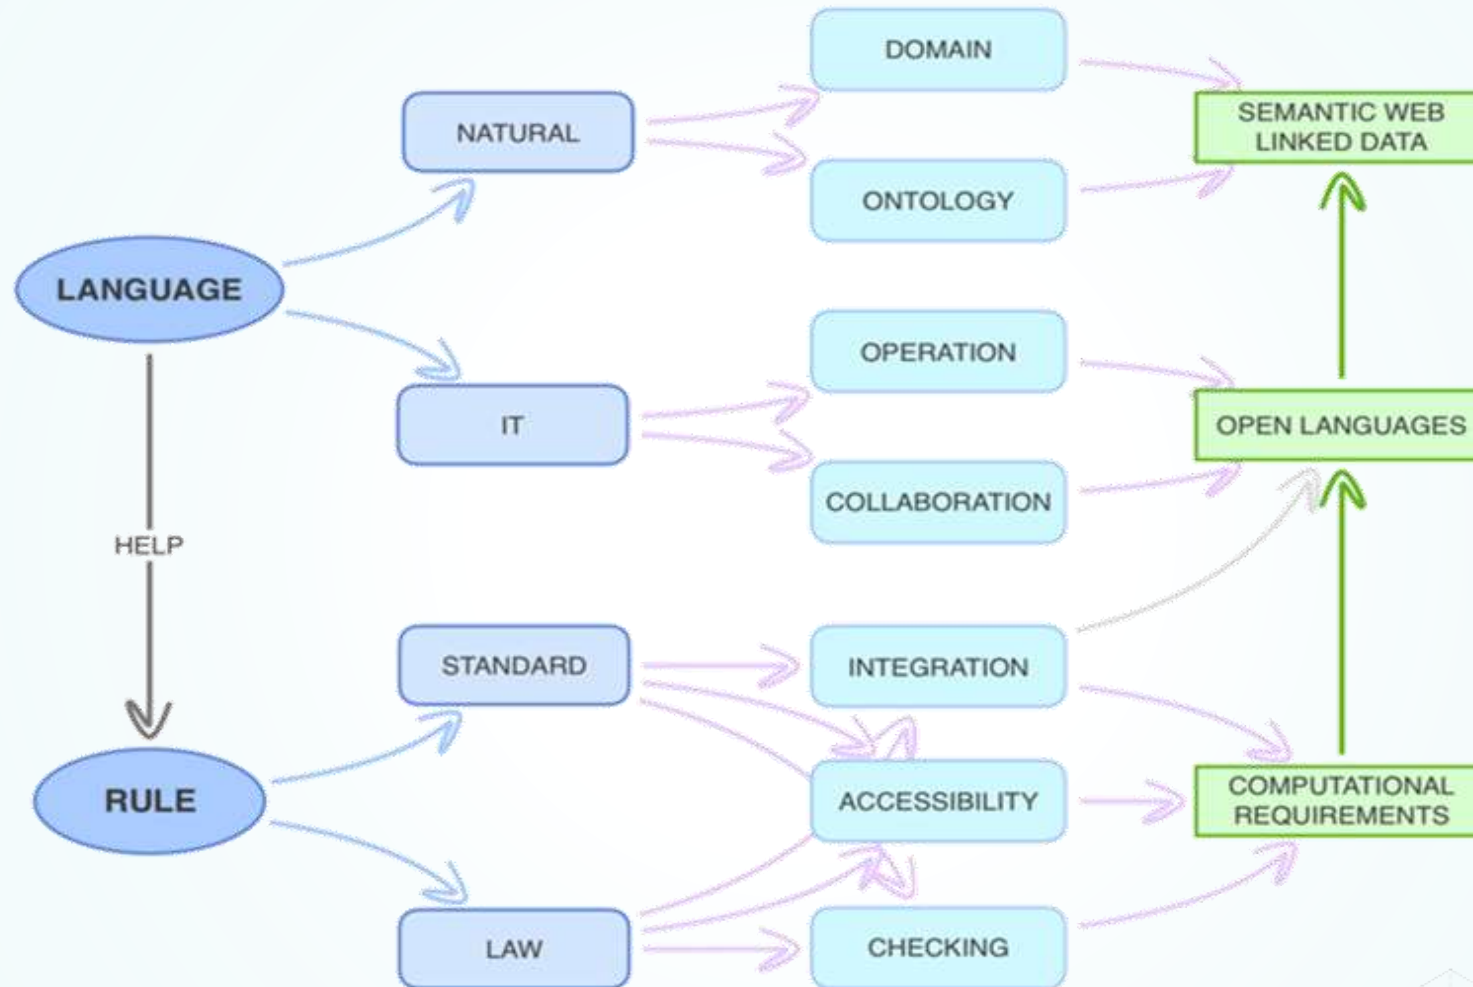 DOMAIN
NATURAL
SEMANTIC WEB
LINKED DATA
ONTOLOGY
LANGUAGE
OPERATION
IT
OPEN LANGUAGES
COLLABORATION
HELP
STANDARD
INTEGRATION
RULE
ACCESSIBILITY
COMPUTATIONAL
REQUIREMENTS
LAW
CHECKING